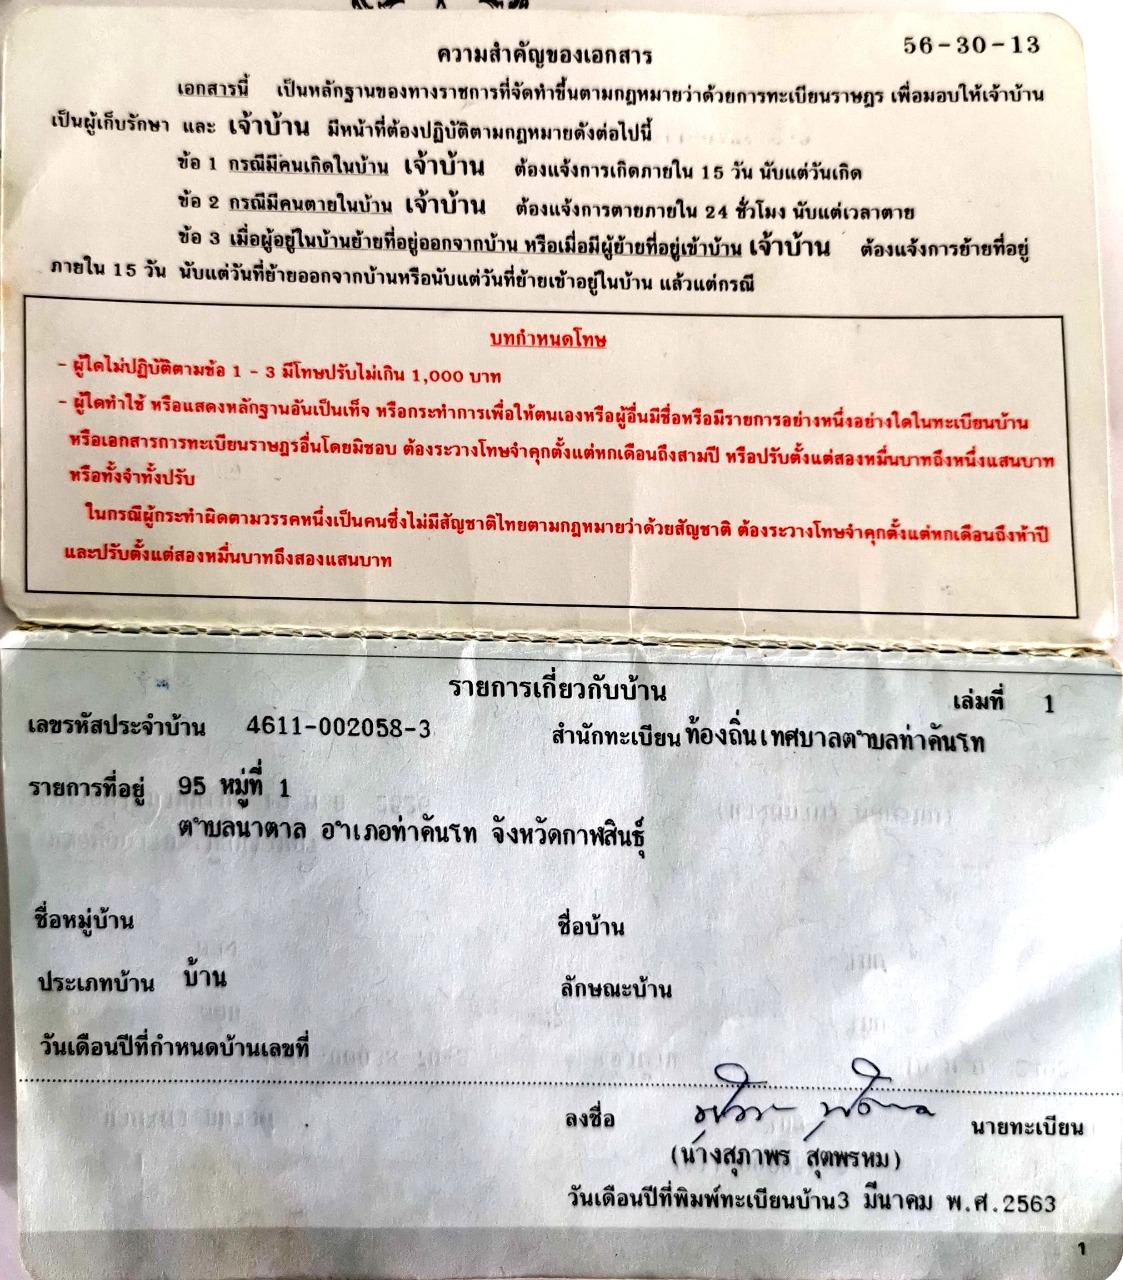 56-30-13
ความสำคัญของเอกสาร
เอกสารนี้ เป็นหลักฐานของทางราชการที่จัดทำขึ้นตามกฎหมายว่าด้วยการทะเบียนราษฎร เพื่อมอบให้เจ้าบ้าน
เป็นผู้เก็บรักษา และ เจ้าบ้าน มีหน้าที่ต้องปฏิบัติตามกฎหมายดังต่อไปนี้
ข้อ 1 กรณีมีคนเกิดในบ้าน เจ้าบ้าน ต้องแจ้งการเกิดภายใน 15 วัน นับแต่วันเกิด
ข้อ 2 กรณีมีคนตายในบ้าน เจ้าบ้าน ต้องแจ้งการตายภายใน 24 ชั่วโมง นับแต่เวลาตาย
ข้อ 3 เมื่อผู้อยู่ในบ้านย้ายที่อยู่ออกจากบ้าน หรือเมื่อมีผู้ย้ายที่อยู่เข้าบ้าน เจ้าบ้าน ต้องแจ้งการย้ายที่อยู่
ภายใน 15 วัน นับแต่วันที่ย้ายออกจากบ้านหรือนับแต่วันที่ย้ายเข้าอยู่ในบ้าน แล้วแต่กรณี
บทกำหนดโทษ
- ผู้ใดไม่ปฏิบัติตามข้อ 1 - 3 มีโทษปรับไม่เกิน 1,000 บาท
- ผู้ใดทำใช้ หรือแสดงหลักฐานอันเป็นเท็จ หรือกระทำการเพื่อให้ตนเองหรือผู้อื่นมีชื่อหรือมีรายการอย่างหนึ่งอย่างใดในทะเบียนบ้าน
หรือเอกสารการทะเบียนราษฎรอื่นโดยมิชอบ ต้องระวางโทษจำคุกตั้งแต่หกเดือนถึงสามปี หรือปรับตั้งแต่สองหมื่นบาทถึงหนึ่งแสนบาท
หรือทั้งจำทั้งปรับ
ในกรณีผู้กระทำผิดตามวรรคหนึ่งเป็นคนซึ่งไม่มีสัญชาติไทยตามกฎหมายว่าด้วยสัญชาติ ต้องระวางโทษจำคุกตั้งแต่หกเดือนถึงห้าปี
และปรับตั้งแต่สองหมื่นบาทถึงสองแสนบาท
รายการเกี่ยวกับบ้าน เล่มที่ 1
เลขรหัสประจำบ้าน 4611-002058-3 สำนักทะเบียน ท้องถิ่นเทศบาลตำบลท่าคันโท
รายการที่อยู่ 95 หมู่ที่ 1
ตำบลนาตาล อำเภอท่าคันโท จังหวัดกาฬสินธุ์
ชื่อหมู่บ้าน ชื่อบ้าน
ประเภทบ้าน บ้าน ลักษณะบ้าน
วันเดือนปีที่กำหนดบ้านเลขที่
ลงชื่อ นายทะเบียน
(นางสุภาพร สุตพรหม)
วันเดือนปีที่พิมพ์ทะเบียนบ้าน 3 มีนาคม พ.ศ.2563
1